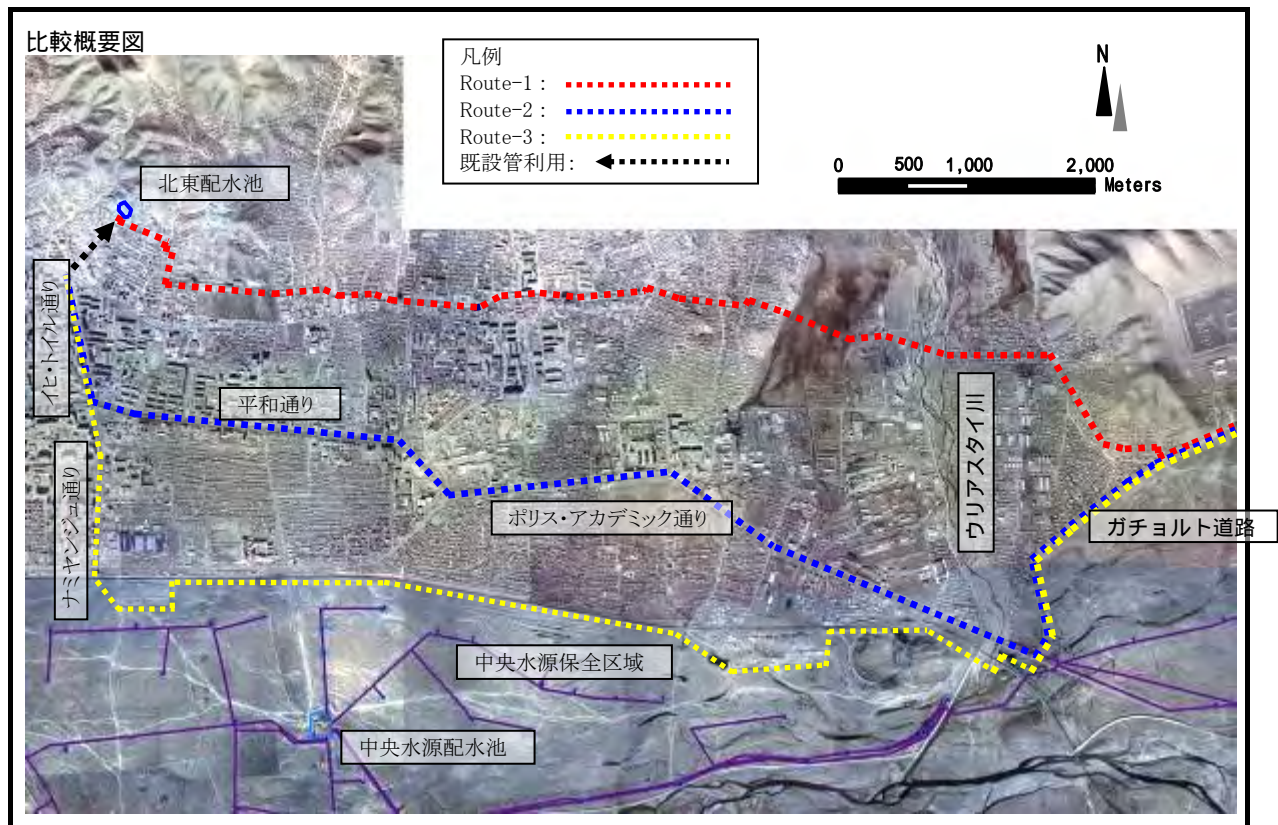 比較概要図
凡例
Route-1 :
Route-2 :
Route-3 :
既設管利用:
N
0 500 1,000 2,000
Meters
北東配水池
イヒ・トイル通り
平和通り
ウリアスタイ川
ナミヤンジュ通り
ポリス・アカデミック通り
ガチョルト道路
中央水源保全区域
中央水源配水池